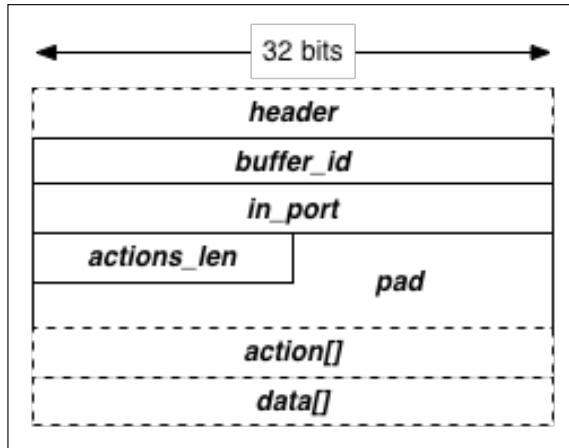 32 bits
header
buffer_id
in_port
actions_len
pad
action[]
data[]